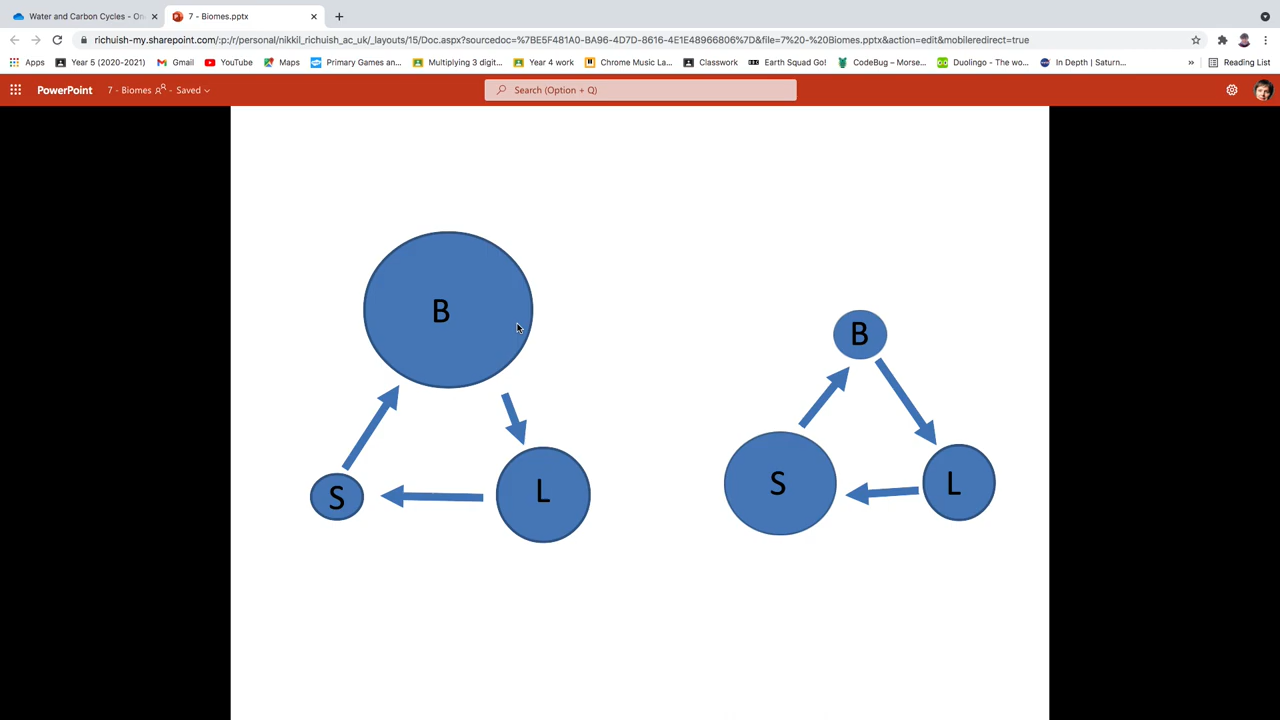 Water and Carbon Cycles - On
7 - Biomes.pptx
richuish-my.sharepoint.com/:p:/r/personal/nikkil_richuish_ac_uk/_layouts/15/Doc.aspx?sourcedoc=%7BE5F481A0-BA96-4D7D-8616-4E1E48966806%7D&file=7%20-%20Biomes.pptx&action=edit&mobileredirect=true
Apps Year 5 (2020-2021) Gmail YouTube Maps Primary Games an... Multiplying 3 digit... Year 4 work Chrome Music La... Classwork Earth Squad Go! CodeBug – Morse... Duolingo - The wo... In Depth | Saturn... » Reading List
PowerPoint 7 - Biomes - Saved Search (Option + Q)
B
B
S
L
S
L